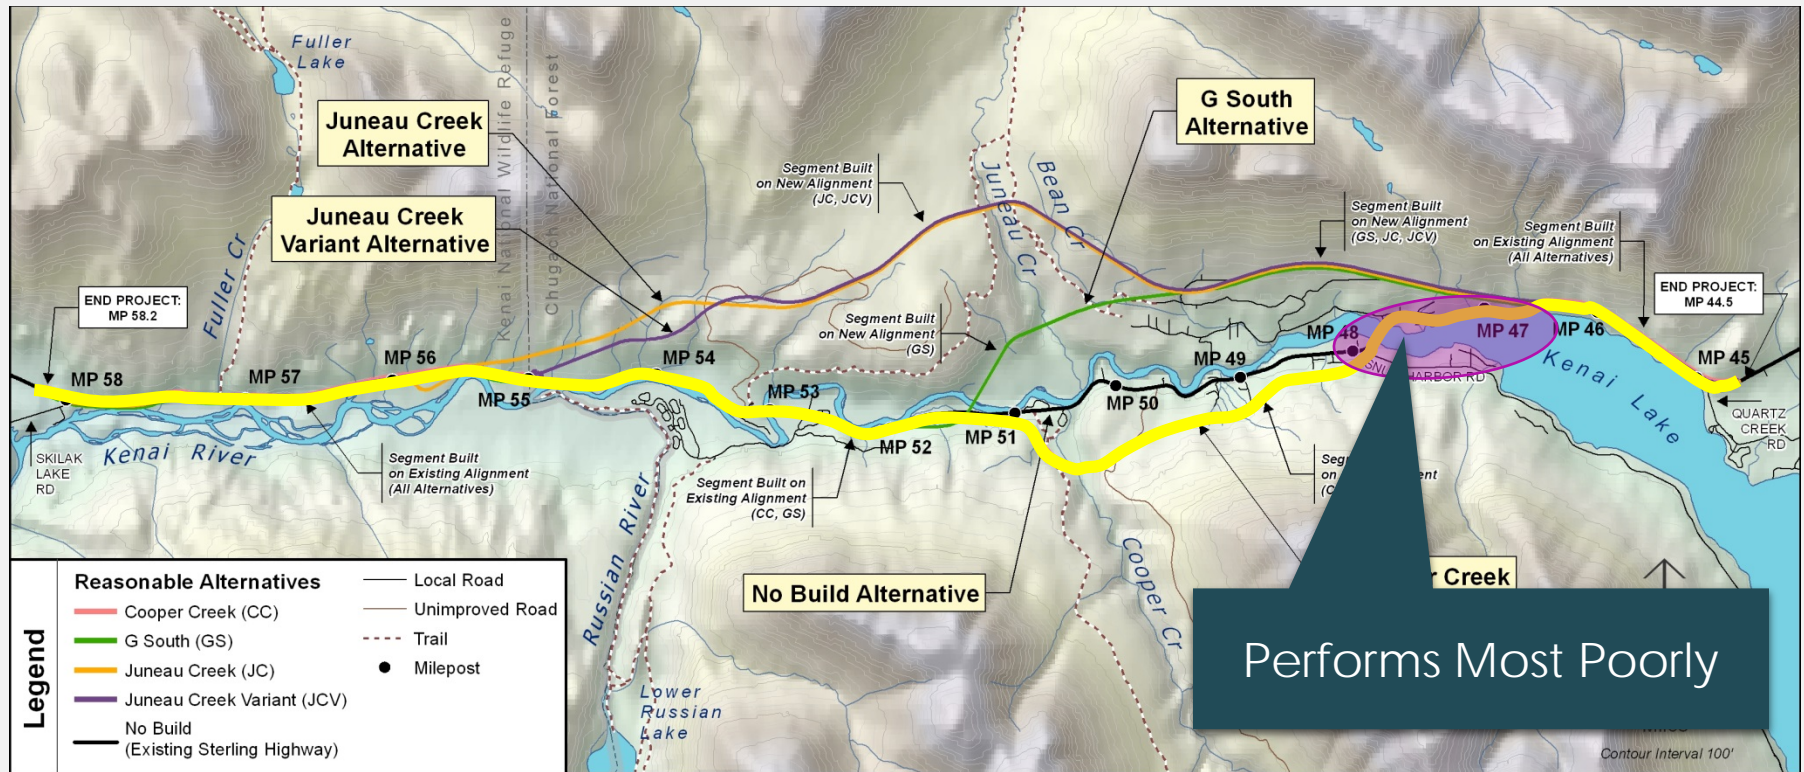 Fuller
Lake
Juneau Creek
Alternative
Kenai National Wildlife Refuge
Chugach National Forest
G South
Alternative
Segment Built
on New Alignment
(JC, JCV)
Juneau Cr
Bean Cr
Juneau Creek
Variant Alternative
Segment Built
on New Alignment
(GS, JC, JCV)
Segment Built
on Existing Alignment
(All Alternatives)
Fuller Cr
END PROJECT:
MP 58.2
END PROJECT:
MP 44.5
Segment Built
on New Alignment
(GS)
MP 58
MP 57
MP 56
MP 55
MP 54
MP 53
MP 52
MP 51
MP 50
MP 49
MP 48
MP 47
MP 46
MP 45
HARBOR RD
Kenai Lake
QUARTZ
CREEK
RD
SKILAK
LAKE
RD
Kenai River
Segment Built
on Existing Alignment
(All Alternatives)
Segment Built on
Existing Alignment
(CC, GS)
Russian River
Cooper Cr
No Build Alternative
r Creek
Performs Most Poorly
Lower
Russian
Lake
Contour Interval 100'
Legend
Reasonable Alternatives
Cooper Creek (CC)
G South (GS)
Juneau Creek (JC)
Juneau Creek Variant (JCV)
No Build
(Existing Sterling Highway)
Local Road
Unimproved Road
Trail
Milepost